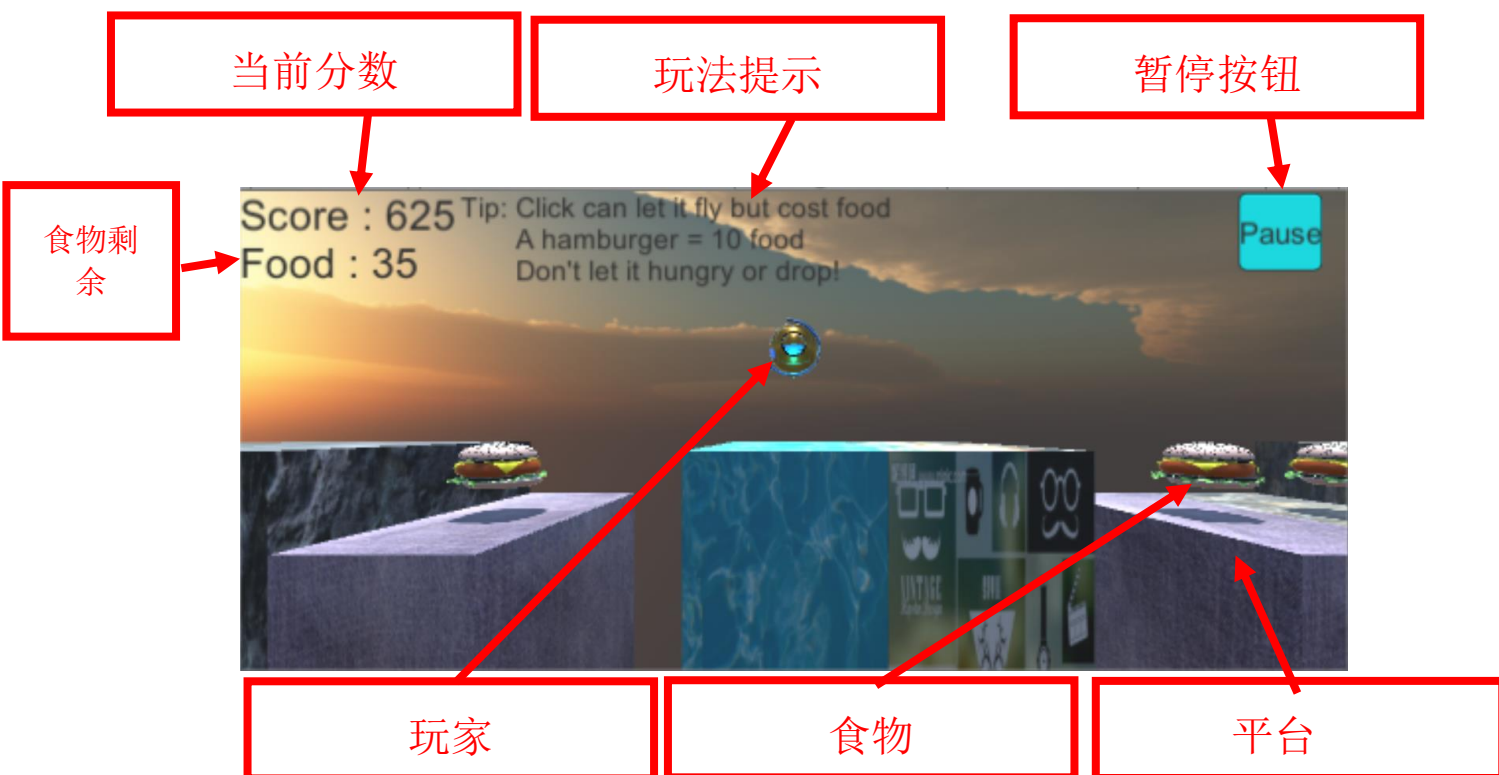 当前分数
玩法提示
暂停按钮
食物剩
余
Score : 625
Food : 35
Tip: Click can let it fly but cost food
A hamburger = 10 food
Don't let it hungry or drop!
Pause
VINTAGE
玩家
食物
平台